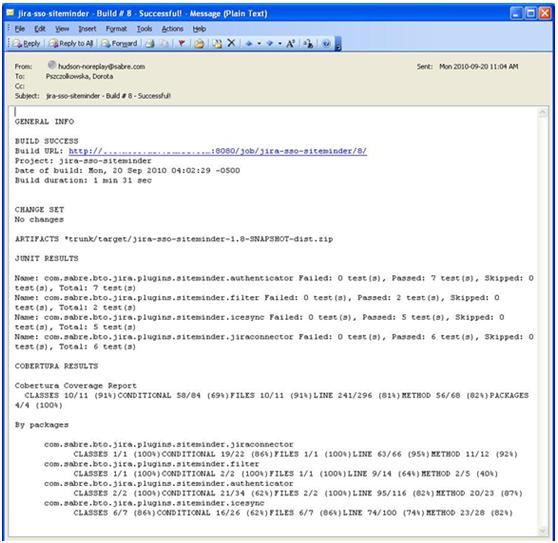 jira-sso-siteminder - Build # 8 - Successful! - Message (Plain Text)
File Edit View Insert Format Tools Actions Help
Reply Reply to All Forward
From: hudson-noreplay@sabre.com Sent: Mon 2010-09-20 11:04 AM
To: Pszczolkowska, Dorota
Cc:
Subject: jira-sso-siteminder - Build # 8 - Successful!
GENERAL INFO
BUILD SUCCESS
Build URL: http:// :8080/job/jira-sso-siteminder/8/
Project: jira-sso-siteminder
Date of build: Mon, 20 Sep 2010 04:02:29 -0500
Build duration: 1 min 31 sec
CHANGE SET
No changes
ARTIFACTS *trunk/target/jira-sso-siteminder-1.8-SNAPSHOT-dist.zip
JUNIT RESULTS
Name: com.sabre.bto.jira.plugins.siteminder.authenticator Failed: 0 test(s), Passed: 7 test(s), Skipped: 0
test(s), Total: 7 test(s)
Name: com.sabre.bto.jira.plugins.siteminder.filter Failed: 0 test(s), Passed: 2 test(s), Skipped: 0
test(s), Total: 2 test(s)
Name: com.sabre.bto.jira.plugins.siteminder.icesync Failed: 0 test(s), Passed: 5 test(s), Skipped: 0
test(s), Total: 5 test(s)
Name: com.sabre.bto.jira.plugins.siteminder.jiraconnector Failed: 0 test(s), Passed: 6 test(s), Skipped: 0
test(s), Total: 6 test(s)
COBERTURA RESULTS
Cobertura Coverage Report
CLASSES 10/11 (91%)CONDITIONAL 58/84 (69%)FILES 10/11 (91%)LINE 241/296 (81%)METHOD 56/68 (82%)PACKAGES
4/4 (100%)
By packages
com.sabre.bto.jira.plugins.siteminder.jiraconnector
CLASSES 1/1 (100%)CONDITIONAL 19/22 (86%)FILES 1/1 (100%)LINE 63/66 (95%)METHOD 11/12 (92%)
com.sabre.bto.jira.plugins.siteminder.filter
CLASSES 1/1 (100%)CONDITIONAL 2/2 (100%)FILES 1/1 (100%)LINE 9/14 (64%)METHOD 2/5 (40%)
com.sabre.bto.jira.plugins.siteminder.authenticator
CLASSES 2/2 (100%)CONDITIONAL 21/34 (62%)FILES 2/2 (100%)LINE 95/116 (82%)METHOD 20/23 (87%)
com.sabre.bto.jira.plugins.siteminder.icesync
CLASSES 6/7 (86%)CONDITIONAL 16/26 (62%)FILES 6/7 (86%)LINE 74/100 (74%)METHOD 23/28 (82%)